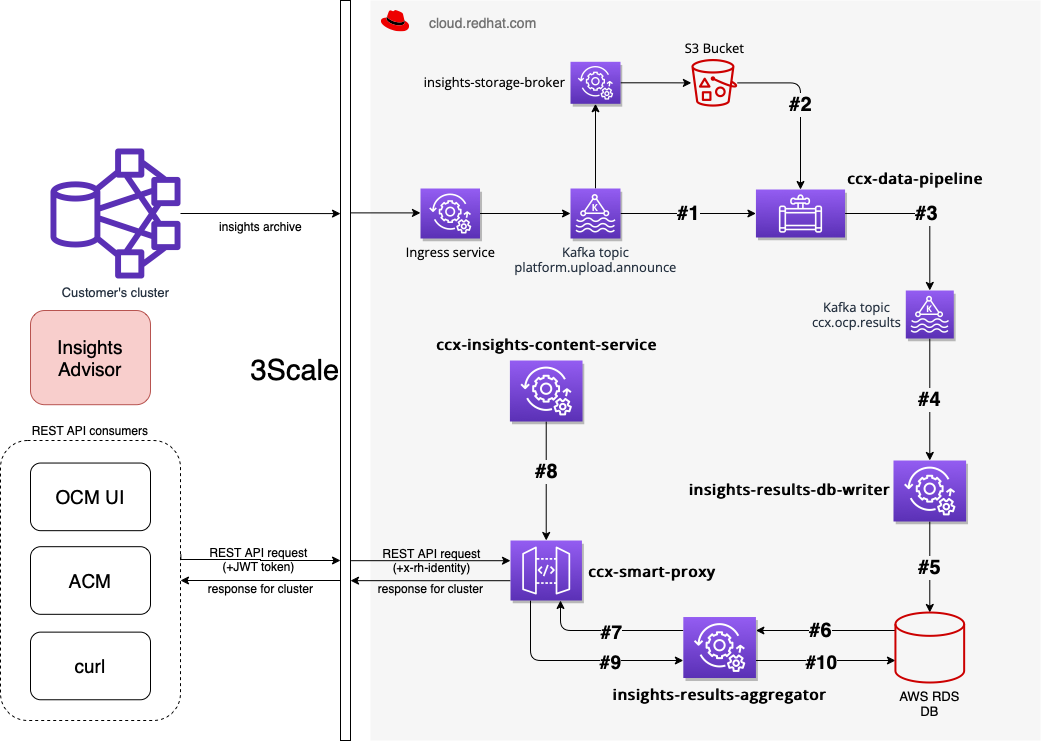 cloud.redhat.com
S3 Bucket
insights-storage-broker
#2
ccx-data-pipeline
insights archive
#1
#3
Ingress service
Kafka topic
platform.upload.announce
Customer's cluster
Kafka topic
ccx.ocp.results
Insights
Advisor
3Scale
ccx-insights-content-service
#4
REST API consumers
#8
insights-results-db-writer
OCM UI
REST API request
(+JWT token)
response for cluster
REST API request
(+x-rh-identity)
response for cluster
ccx-smart-proxy
#5
ACM
#7
#6
#9
#10
curl
insights-results-aggregator
AWS RDS
DB
K
K